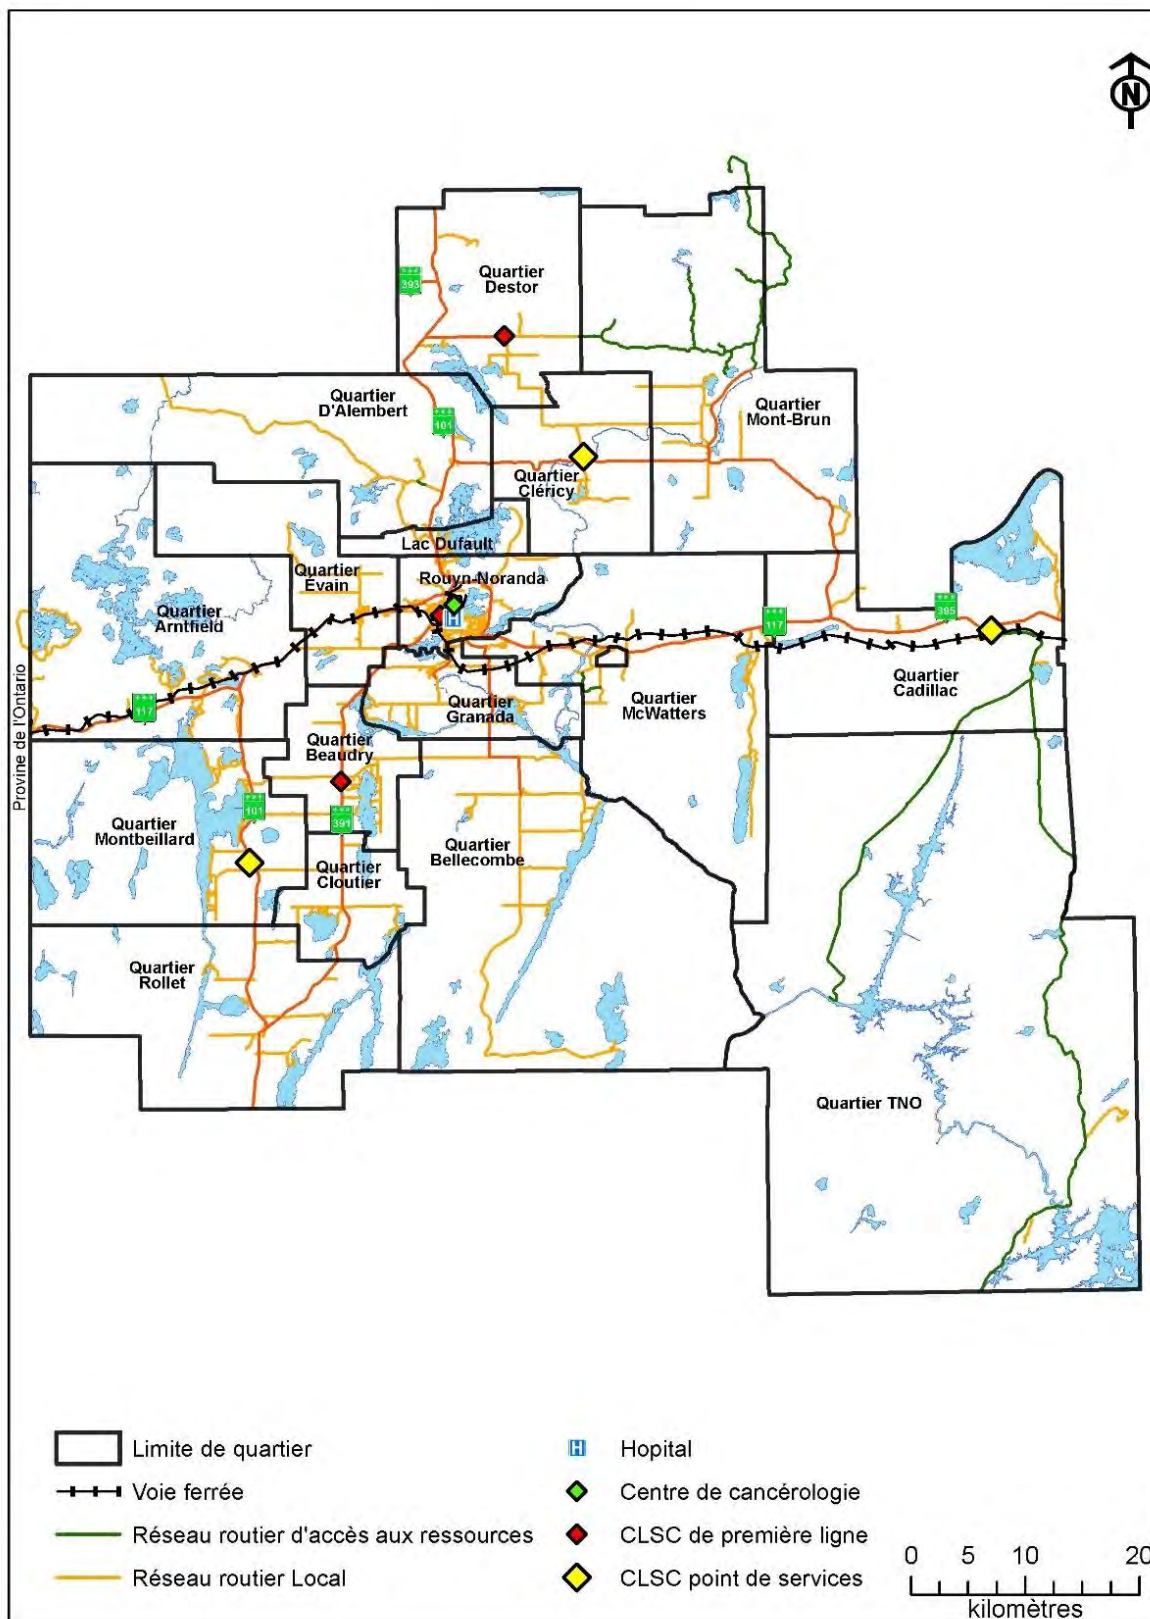 N
Quartier
Destor
393
Quartier
D'Alembert
101
Quartier
Mont-Brun
Quartier
Cléricy
Lac Dufault
Quartier
Évain
Rouyn-Noranda
H
Quartier
Arntfield
117
395
Quartier
Cadillac
Quartier
McWatters
Quartier
Granada
117
Provine de l'Ontario
Quartier
Beaudry
101
391
Quartier
Montbeillard
Quartier
Bellecombe
Quartier
Cloutier
Quartier
Rollet
Quartier TNO
Limite de quartier
Voie ferrée
Réseau routier d'accès aux ressources
Réseau routier Local
H Hopital
Centre de cancérologie
CLSC de première ligne
CLSC point de services
0 5 10 20
kilomètres